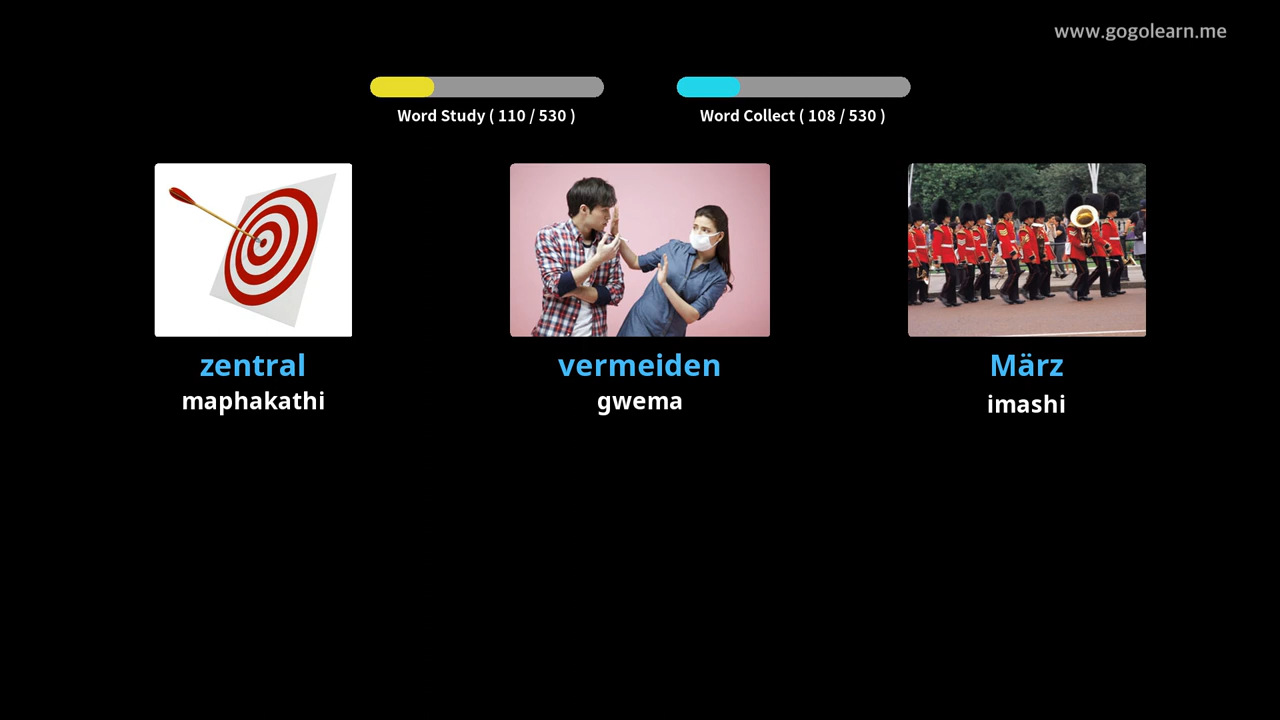 www.gogolearn.me
Word Study ( 110 / 530 )
Word Collect ( 108 / 530 )
zentral
maphakathi
vermeiden
gwema
März
imashi